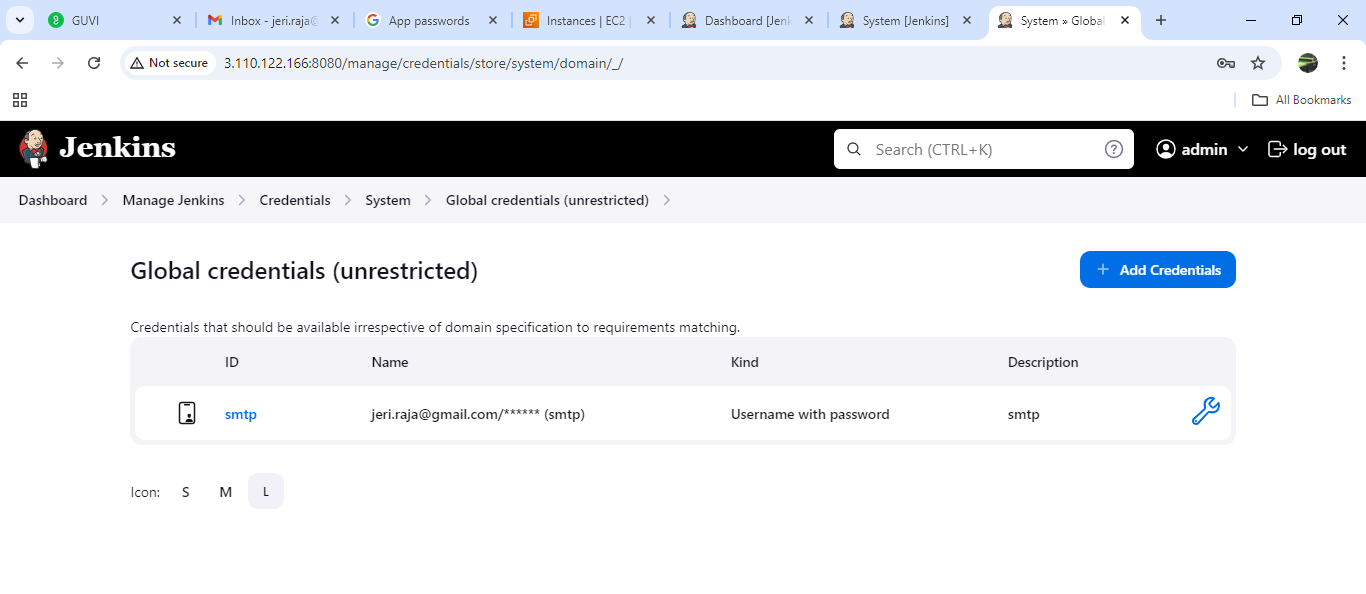 GUVI
Inbox - jeri.raja@
App passwords
Instances | EC2 |
Dashboard [Jenk
System [Jenkins]
System » Global
Not secure
3.110.122.166:8080/manage/credentials/store/system/domain/_/
All Bookmarks
Jenkins
Search (CTRL+K)
?
admin
log out
Dashboard > Manage Jenkins > Credentials > System > Global credentials (unrestricted) >
Global credentials (unrestricted)
+ Add Credentials
Credentials that should be available irrespective of domain specification to requirements matching.
ID Name Kind Description
smtp jeri.raja@gmail.com/****** (smtp) Username with password smtp
Icon: S M L